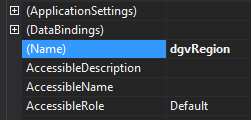 (ApplicationSettings)
(DataBindings)
(Name) dgvRegion
AccessibleDescription
AccessibleName
AccessibleRole Default